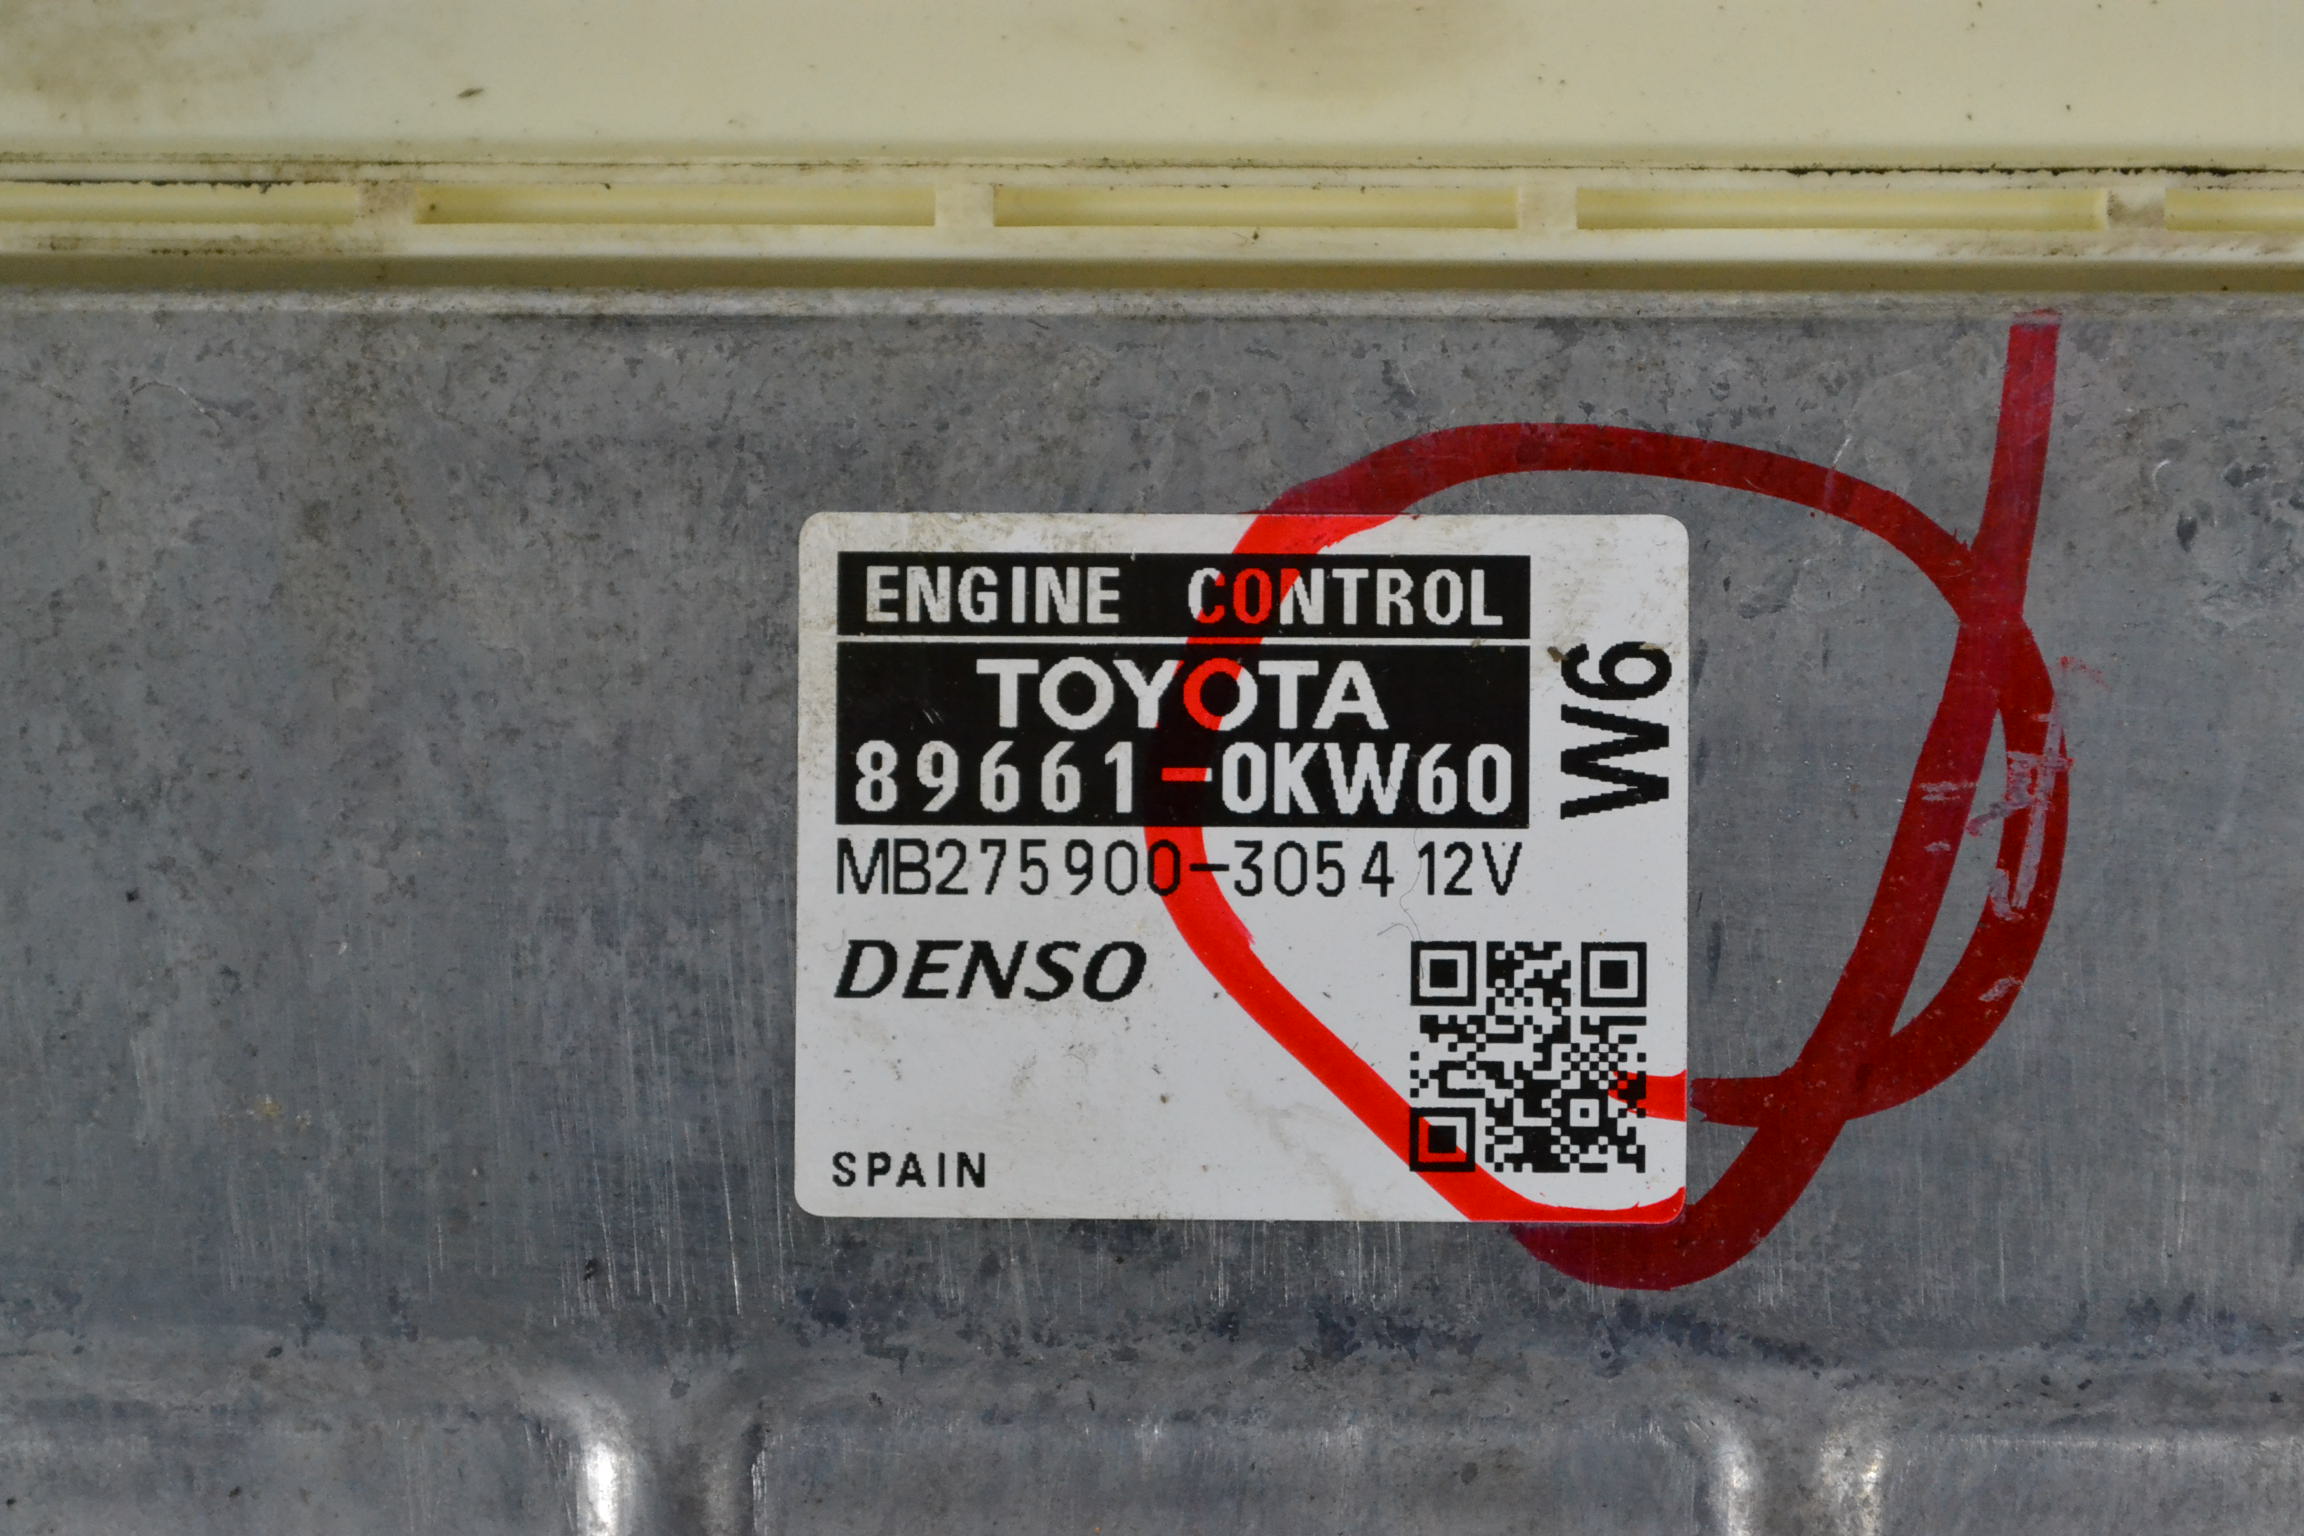 ENGINE CONTROL
TOYOTA
89661-0KW60
W6
MB275900-3054 12V
DENSO
SPAIN